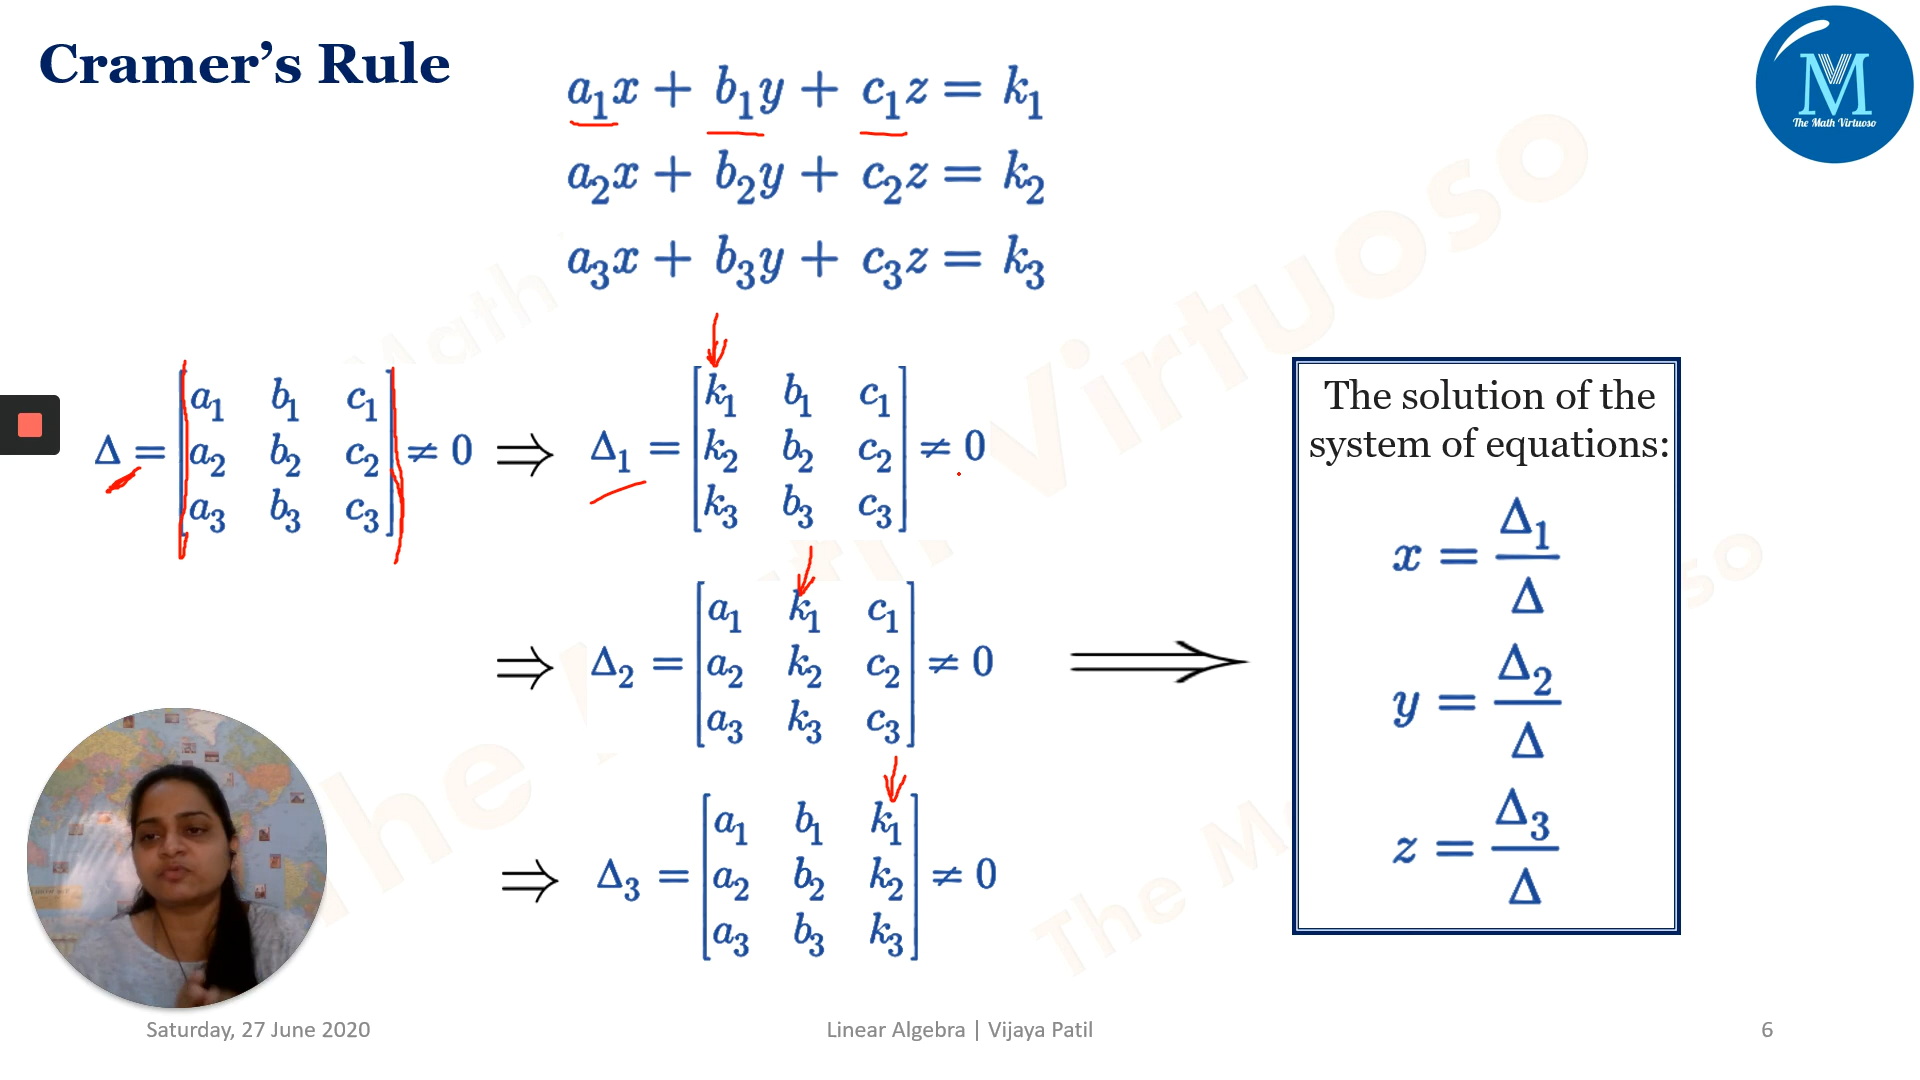 Cramer's Rule
a₁x + b₁y + c₁z = k₁
a₂x + b₂y + c₂z = k₂
a₃x + b₃y + c₃z = k₃
M
The Math Virtuoso
Δ = [a₁ b₁ c₁
a₂ b₂ c₂
a₃ b₃ c₃] ≠ 0
⇒ Δ₁ = [k₁ b₁ c₁
k₂ b₂ c₂
k₃ b₃ c₃] ≠ 0
⇒ Δ₂ = [a₁ k₁ c₁
a₂ k₂ c₂
a₃ k₃ c₃] ≠ 0
⇒ Δ₃ = [a₁ b₁ k₁
a₂ b₂ k₂
a₃ b₃ k₃] ≠ 0
⟹
The solution of the
system of equations:
x = Δ₁/Δ
y = Δ₂/Δ
z = Δ₃/Δ
The Math Virtuoso
Saturday, 27 June 2020
Linear Algebra | Vijaya Patil
6